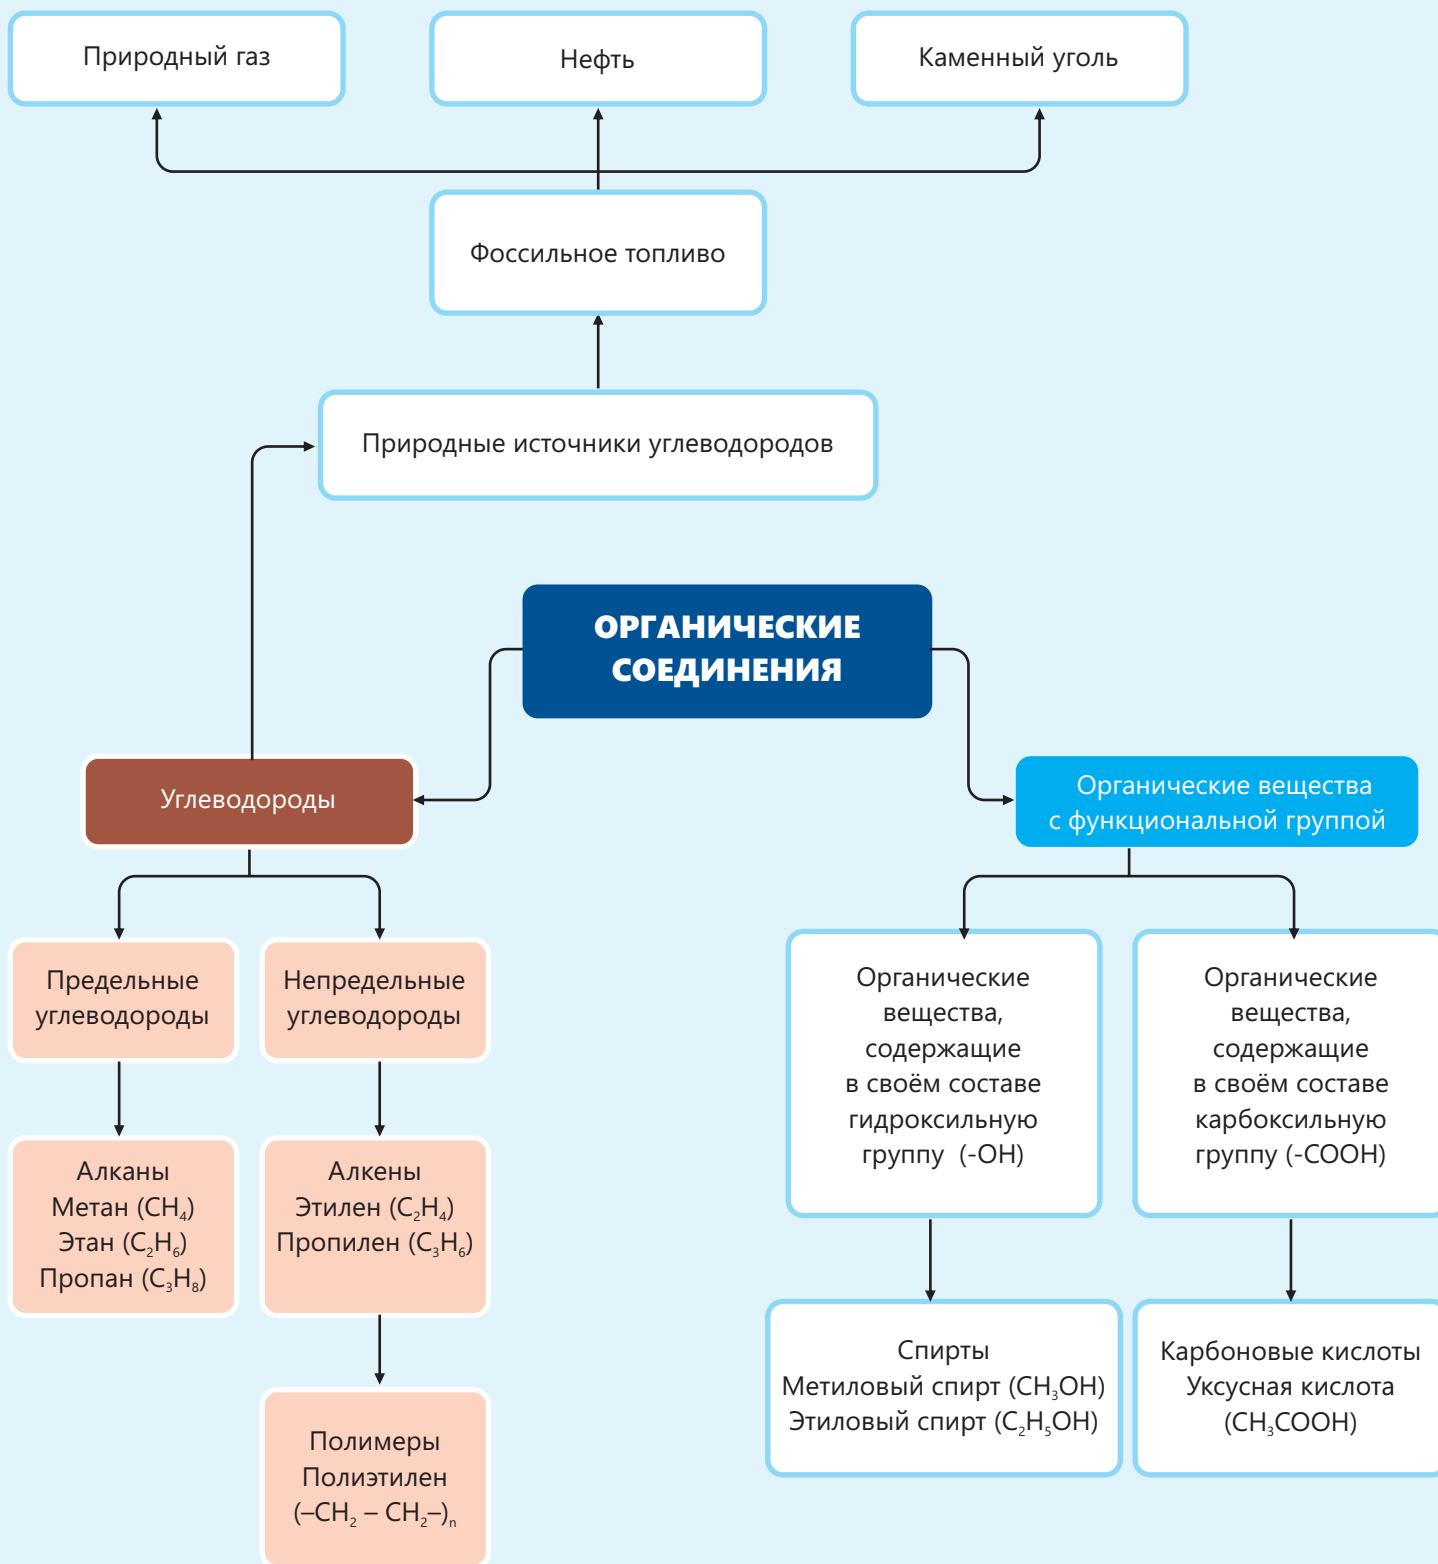 Природный газ
Нефть
Каменный уголь
Фоссильное топливо
Природные источники углеводородов
ОРГАНИЧЕСКИЕ
СОЕДИНЕНИЯ
Углеводороды
Органические вещества
с функциональной группой
Предельные
углеводороды
Непредельные
углеводороды
Органические
вещества,
содержащие
в своём составе
гидроксильную
группу (-OH)
Органические
вещества,
содержащие
в своём составе
карбоксильную
группу (-COOH)
Алканы
Метан (CH₄)
Этан (C₂H₆)
Пропан (C₃H₈)
Алкены
Этилен (C₂H₄)
Пропилен (C₃H₆)
Спирты
Метиловый спирт (CH₃OH)
Этиловый спирт (C₂H₅OH)
Карбоновые кислоты
Уксусная кислота
(CH₃COOH)
Полимеры
Полиэтилен
(–CH₂ – CH₂–)ₙ